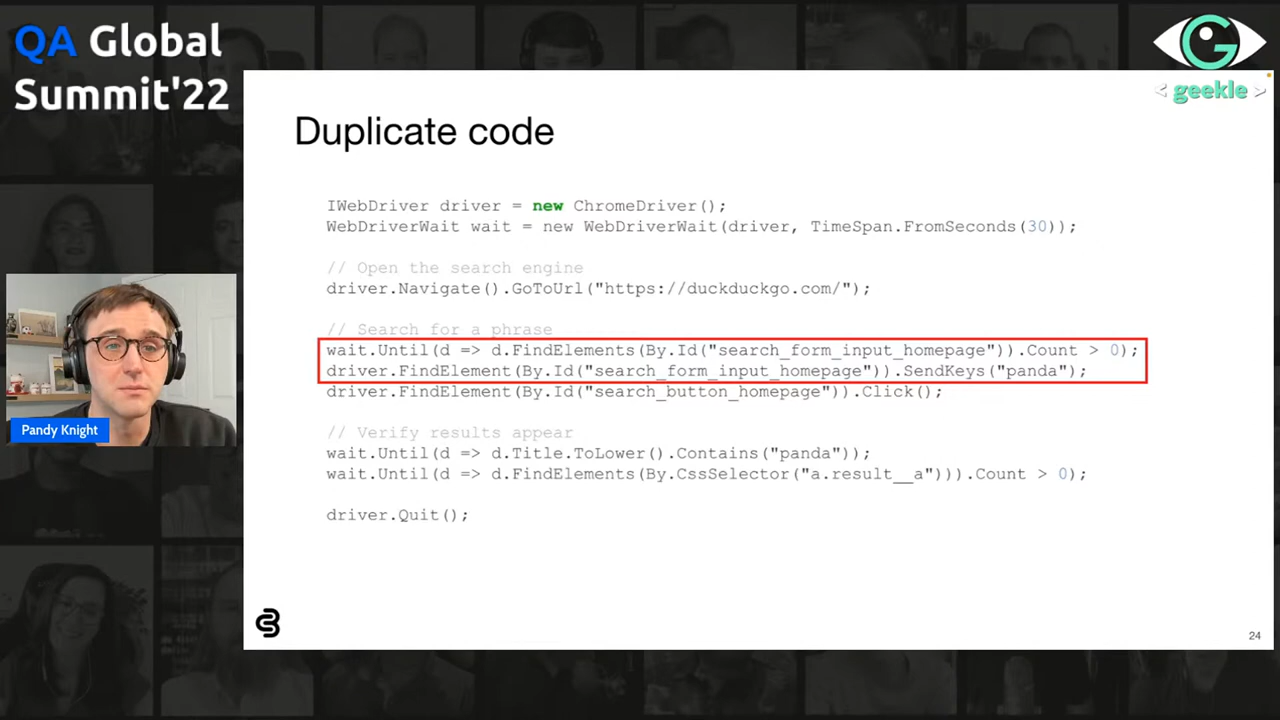 QA Global
Summit'22
G
< geekle >
Duplicate code
IWebDriver driver = new ChromeDriver();
WebDriverWait wait = new WebDriverWait(driver, TimeSpan.FromSeconds(30));
// Open the search engine
driver.Navigate().GoToUrl("https://duckduckgo.com/");
// Search for a phrase
wait.Until(d => d.FindElements(By.Id("search_form_input_homepage")).Count > 0);
driver.FindElement(By.Id("search_form_input_homepage")).SendKeys("panda");
driver.FindElement(By.Id("search_button_homepage")).Click();
// Verify results appear
wait.Until(d => d.Title.ToLower().Contains("panda"));
wait.Until(d => d.FindElements(By.CssSelector("a.result__a"))).Count > 0);
driver.Quit();
Pandy Knight
24